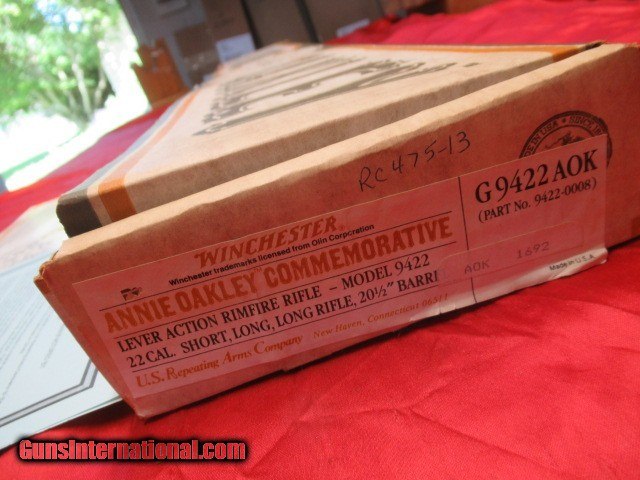 RC475-13
WINCHESTER
Winchester trademarks licensed from Olin Corporation
ANNIE OAKLEY COMMEMORATIVE
LEVER ACTION RIMFIRE RIFLE - MODEL 9422
22 CAL. SHORT, LONG, LONG RIFLE, 20½" BARRI
U.S. Repeating Arms Company New Haven, Connecticut 06511
G9422AOK
(PART No. 9422-0008)
AOK 1692
Made in U.S.A.
GunsInternational.com